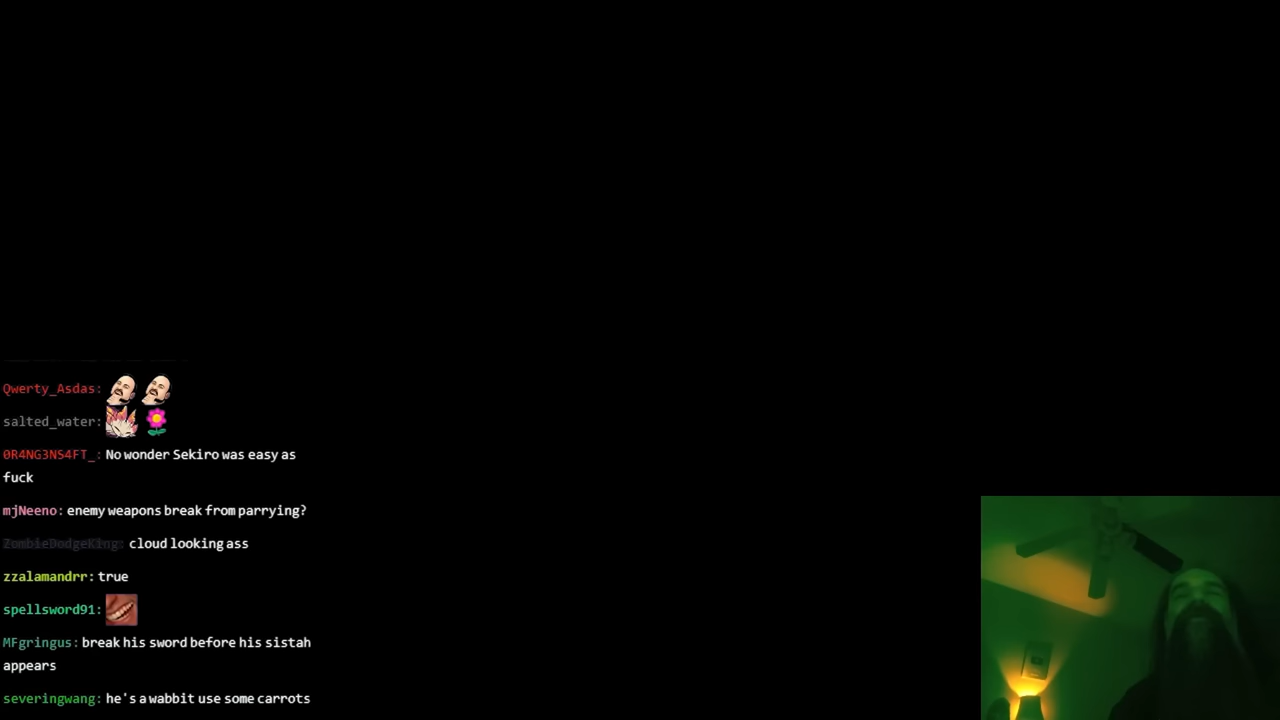 Qwerty_Asdas:
salted_water:
0R4NG3NS4FT_: No wonder Sekiro was easy as
fuck
mjNeeno: enemy weapons break from parrying?
ZombieDodgeKing: cloud looking ass
zzalamandrr: true
spellsword91:
MFgringus: break his sword before his sistah
appears
severingwang: he's a wabbit use some carrots